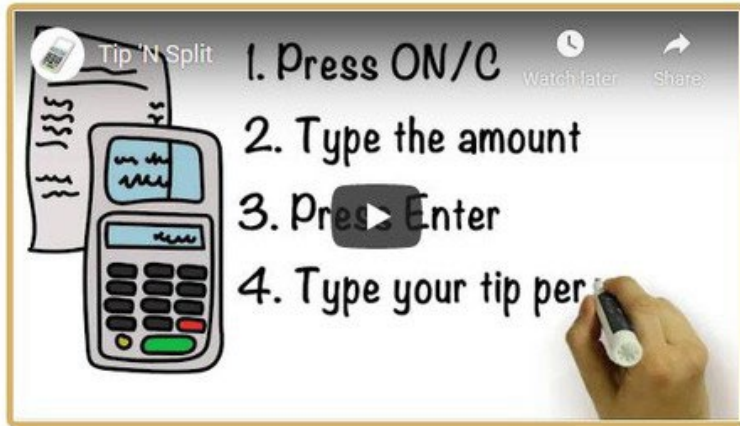 Tip 'N Split
1. Press ON/C
Watch later
Share
2. Type the amount
3. Press Enter
4. Type your tip per